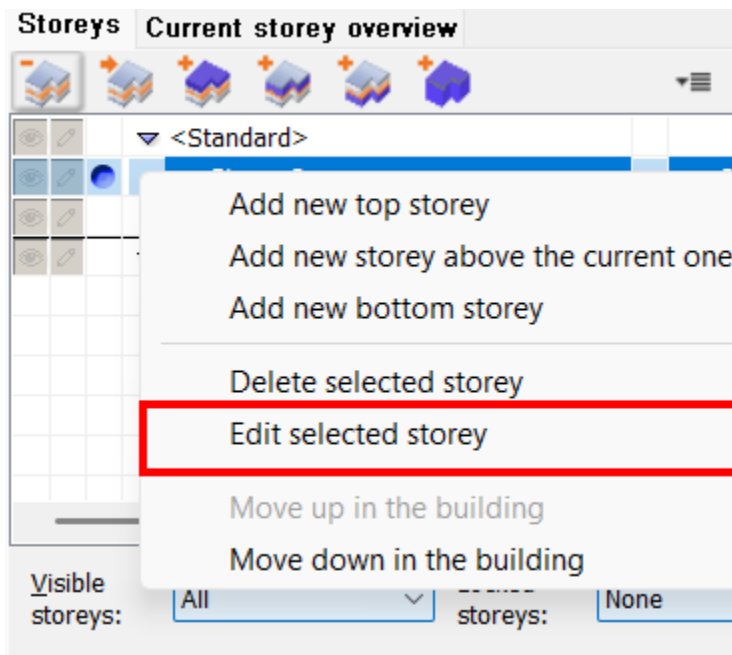 Storeys Current storey overview
<Standard>
Add new top storey
Add new storey above the current one
Add new bottom storey
Delete selected storey
Edit selected storey
Move up in the building
Move down in the building
Visible
storeys:
All
storeys:
None